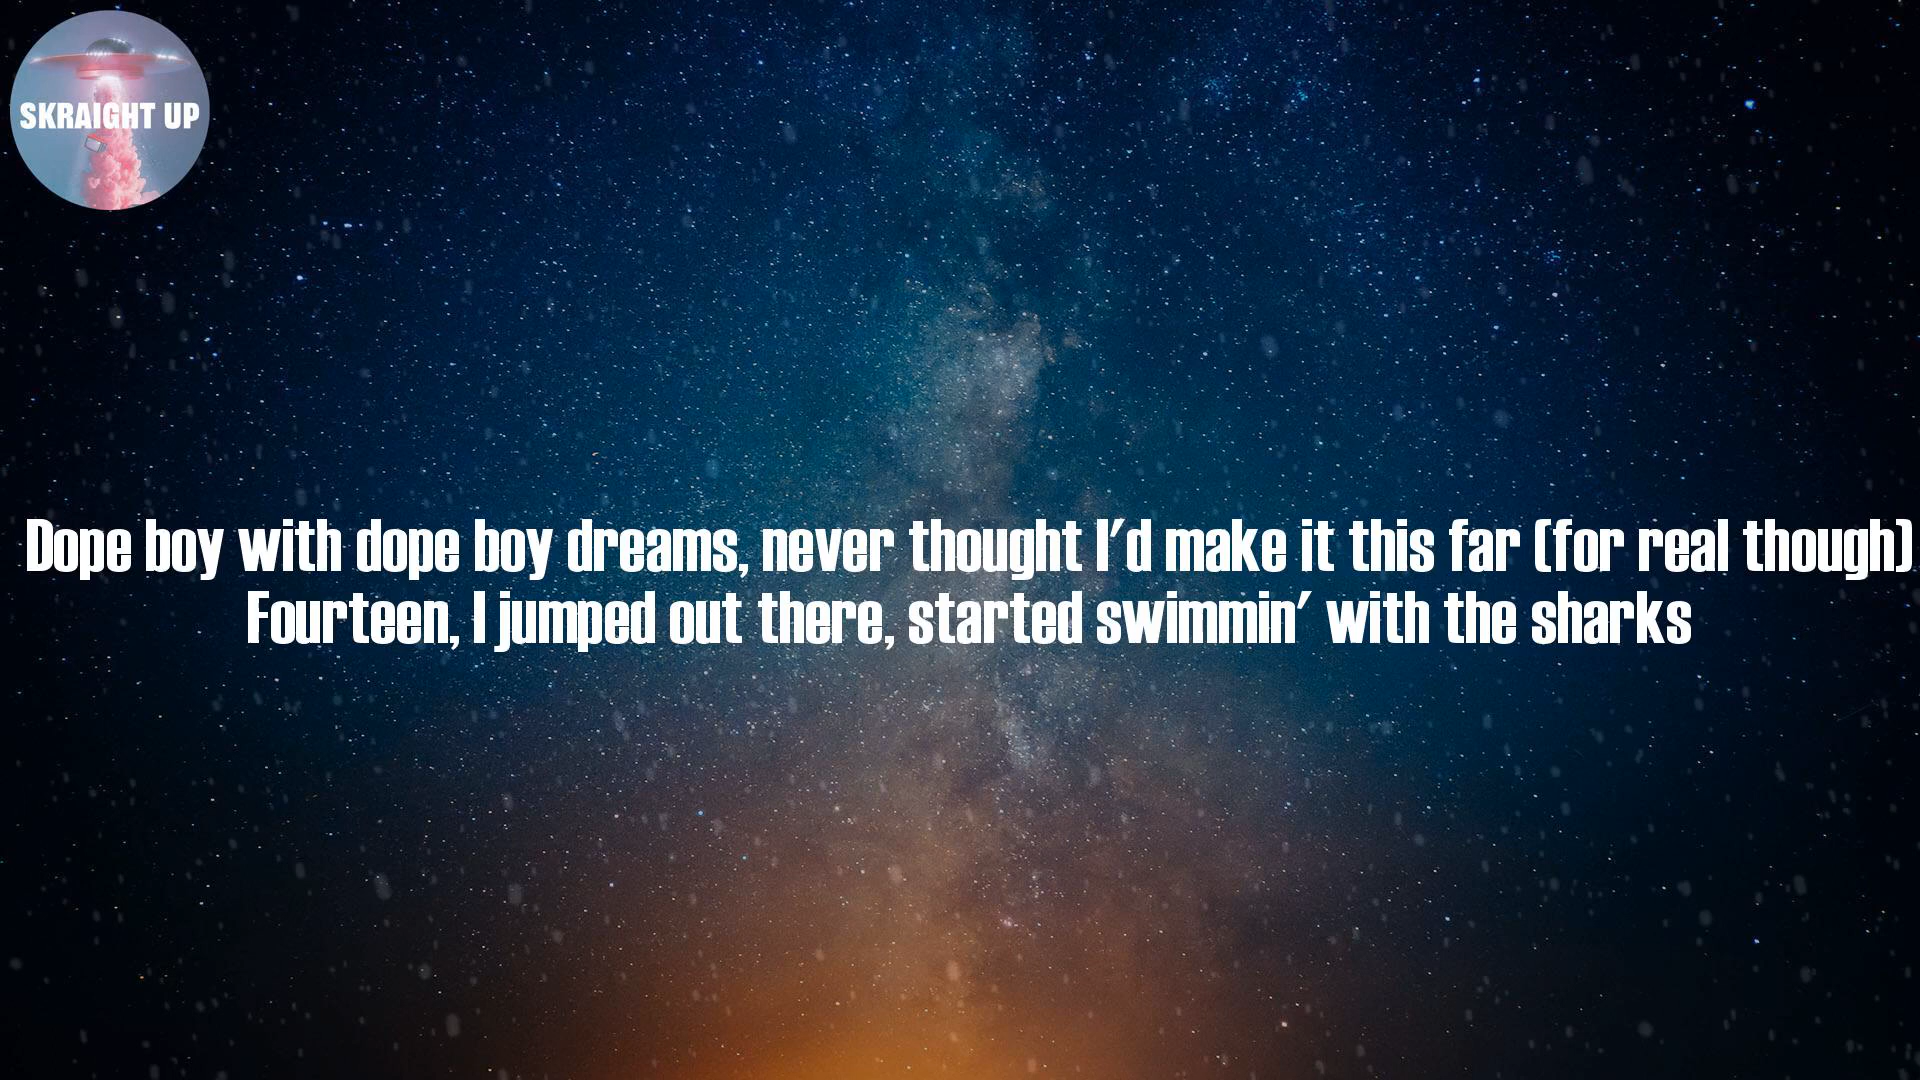 SKRAIGHT UP
Dope boy with dope boy dreams, never thought I'd make it this far (for real though)
Fourteen, I jumped out there, started swimmin' with the sharks